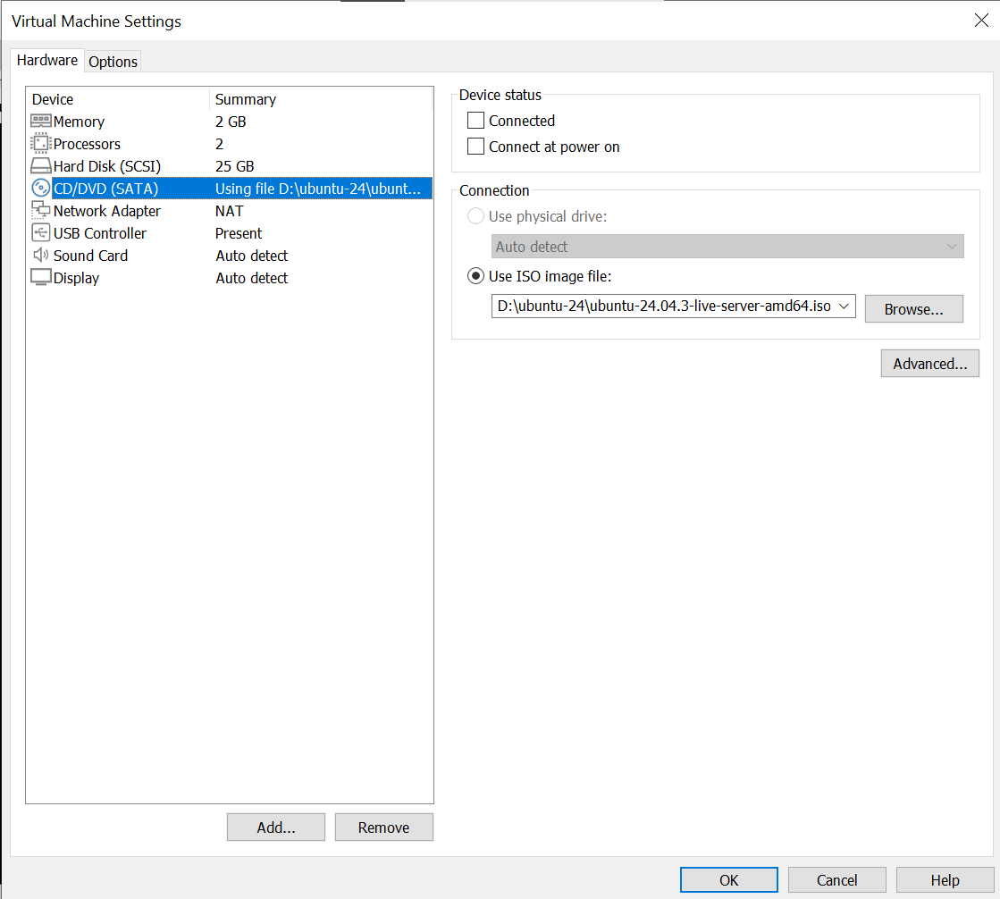 Virtual Machine Settings
Hardware
Options
Device Summary
Memory 2 GB
Processors 2
Hard Disk (SCSI) 25 GB
CD/DVD (SATA) Using file D:\ubuntu-24\ubunt...
Network Adapter NAT
USB Controller Present
Sound Card Auto detect
Display Auto detect
Add...
Remove
Device status
Connected
Connect at power on
Connection
Use physical drive:
Auto detect
Use ISO image file:
D:\ubuntu-24\ubuntu-24.04.3-live-server-amd64.iso
Browse...
Advanced...
OK
Cancel
Help